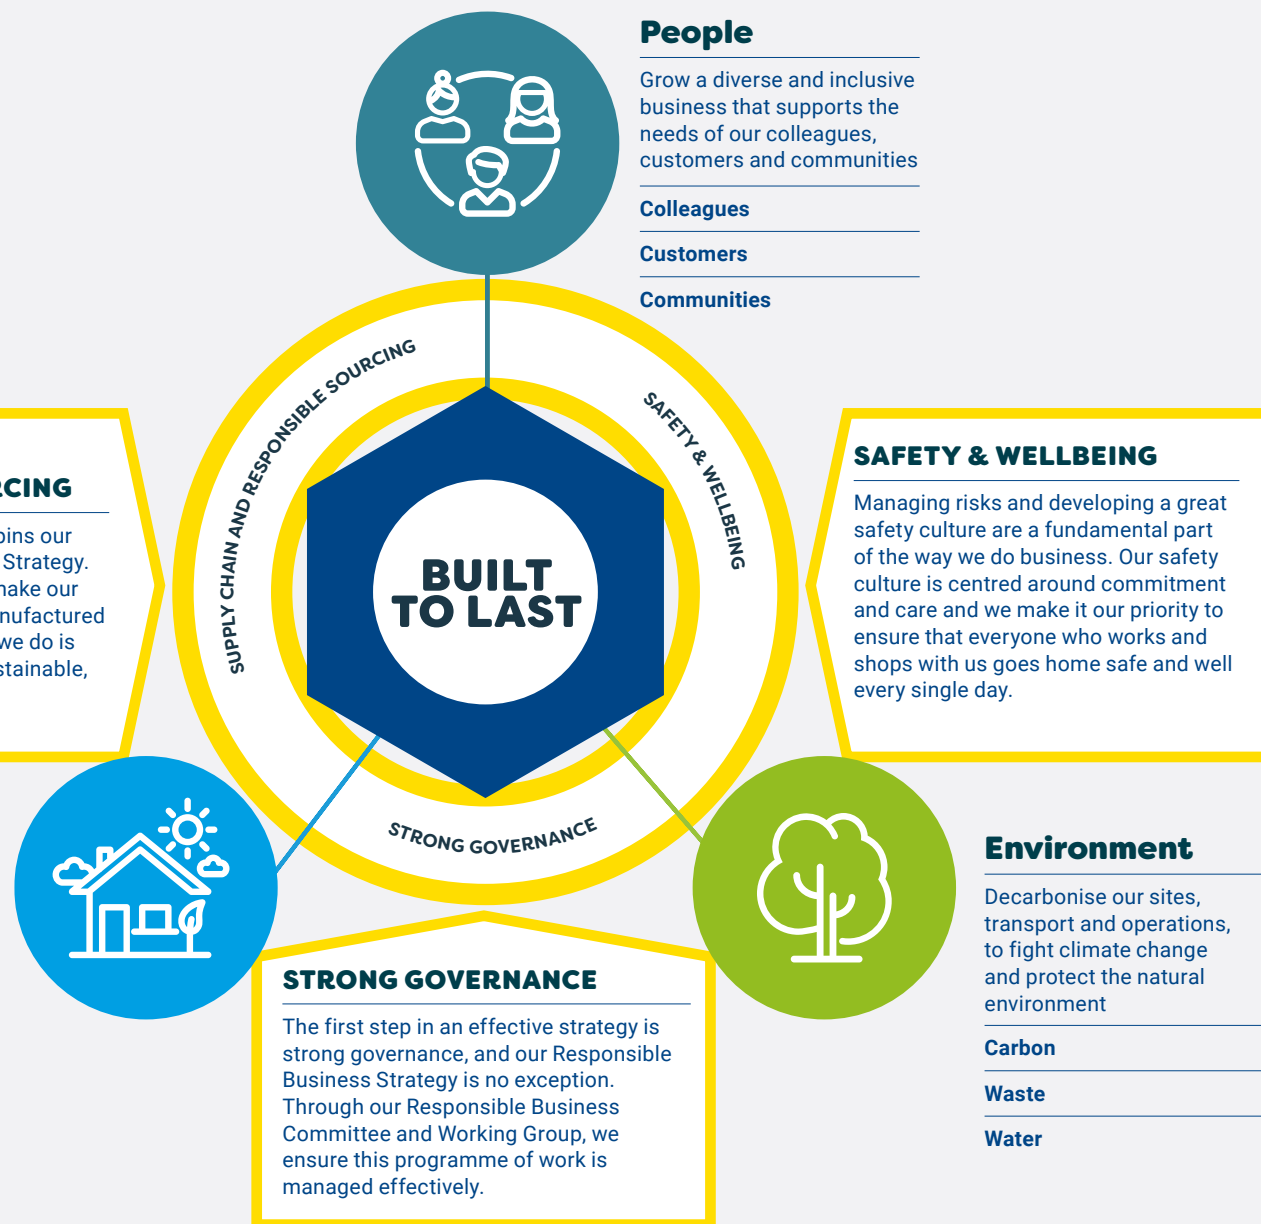 People
Grow a diverse and inclusive
business that supports the
needs of our colleagues,
customers and communities
Colleagues
Customers
Communities
SUPPLY CHAIN AND RESPONSIBLE SOURCING
SAFETY & WELLBEING
STRONG GOVERNANCE
BUILT
TO LAST
our
Strategy.
our
we do is
SAFETY & WELLBEING
Managing risks and developing a great
safety culture are a fundamental part
of the way we do business. Our safety
culture is centred around commitment
and care and we make it our priority to
ensure that everyone who works and
shops with us goes home safe and well
every single day.
STRONG GOVERNANCE
The first step in an effective strategy is
strong governance, and our Responsible
Business Strategy is no exception.
Through our Responsible Business
Committee and Working Group, we
ensure this programme of work is
managed effectively.
Environment
Decarbonise our sites,
transport and operations,
to fight climate change
and protect the natural
environment
Carbon
Waste
Water